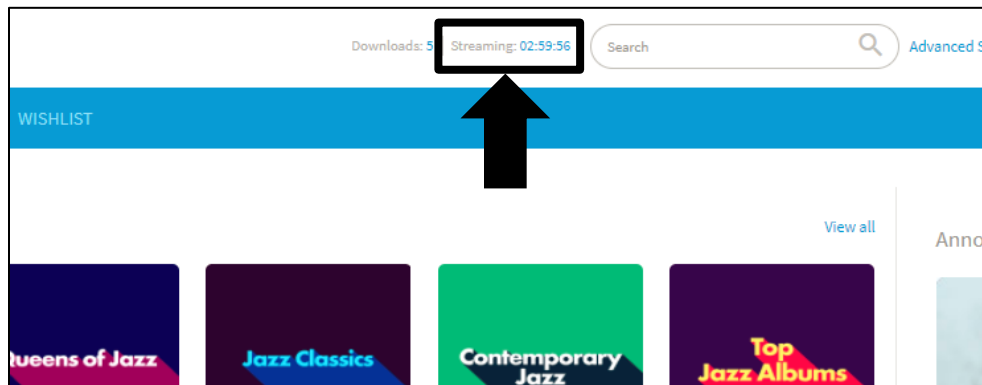 Downloads: 5 Streaming: 02:59:56 Search Advanced S
WISHLIST
View all
Anno
Queens of Jazz
Jazz Classics
Contemporary
Jazz
Top
Jazz Albums